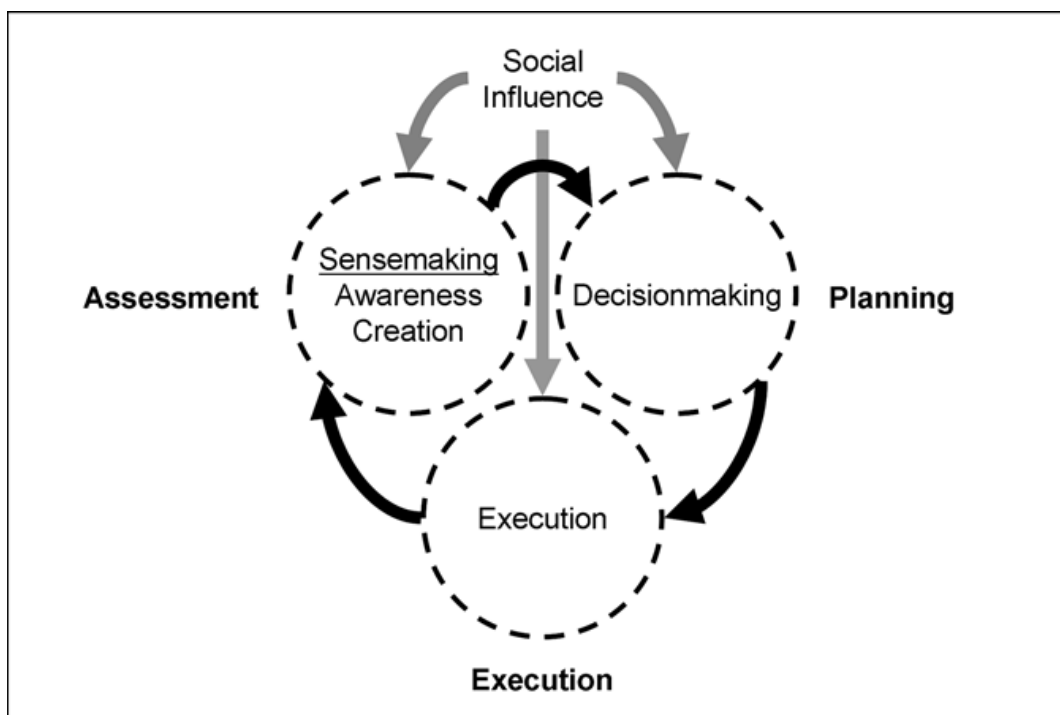 Social
Influence
Sensemaking
Awareness
Creation
Assessment
Decisionmaking
Planning
Execution
Execution